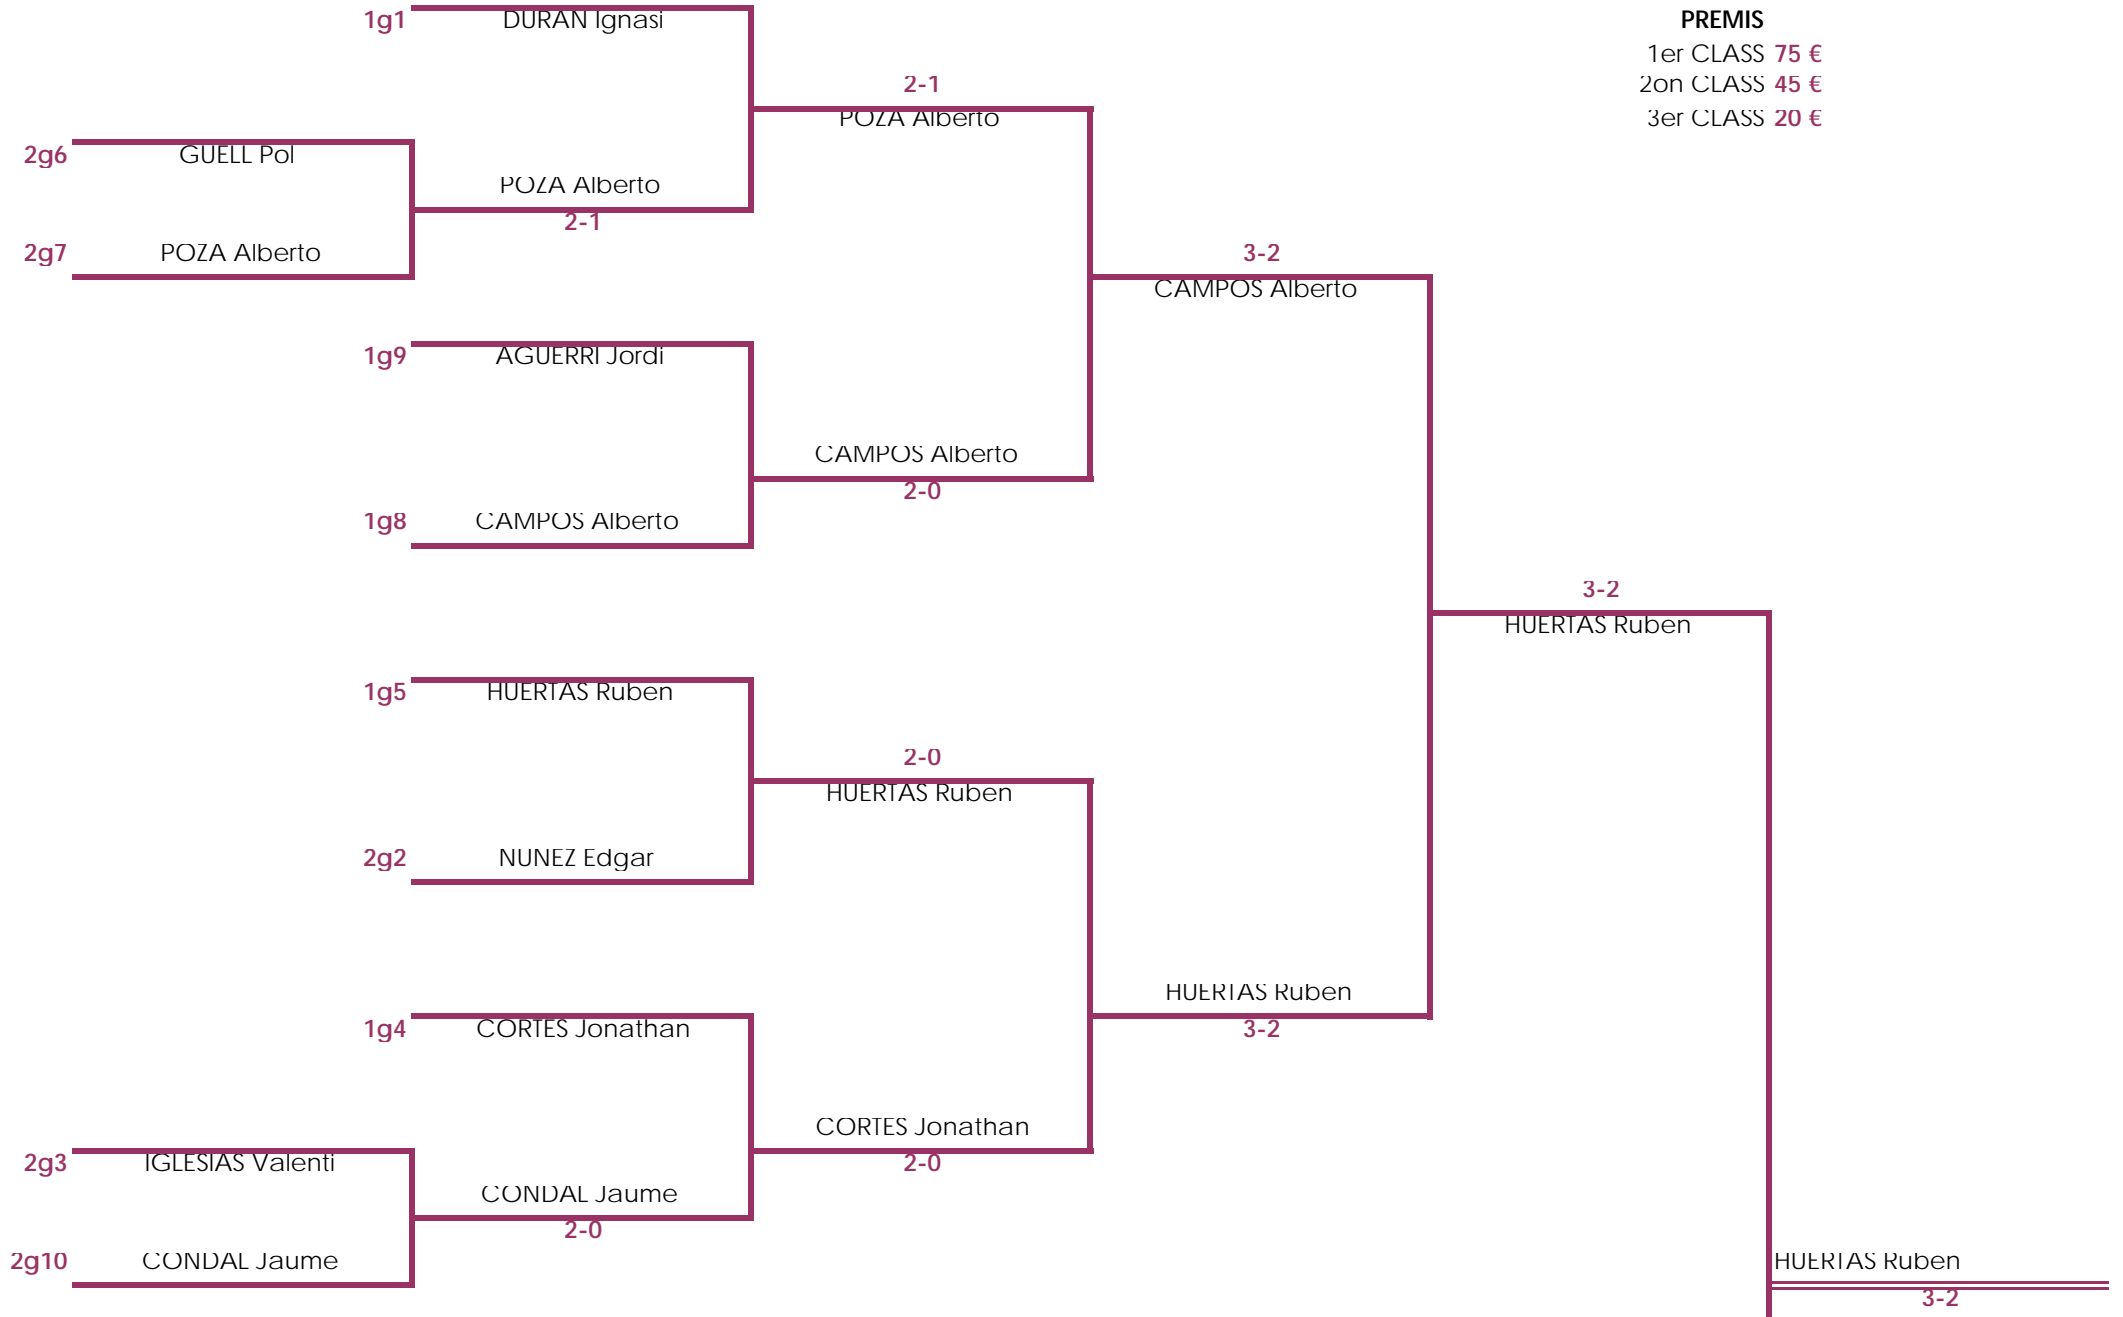 1g1 DURAN Ignasi
PREMIS
1er CLASS 75 €
2-1
2on CLASS 45 €
POZA Alberto
3er CLASS 20 €
2g6 GUELL Pol
POZA Alberto
2-1
2g7 POZA Alberto
3-2
CAMPOS Alberto
1g9 AGUERRI Jordi
CAMPOS Alberto
2-0
1g8 CAMPOS Alberto
3-2
HUERTAS Ruben
1g5 HUERTAS Ruben
2-0
HUERTAS Ruben
2g2 NUNEZ Edgar
HUERTAS Ruben
3-2
1g4 CORTES Jonathan
CORTES Jonathan
2-0
2g3 IGLESIAS Valenti
CONDAL Jaume
2-0
2g10 CONDAL Jaume
HUERTAS Ruben
3-2